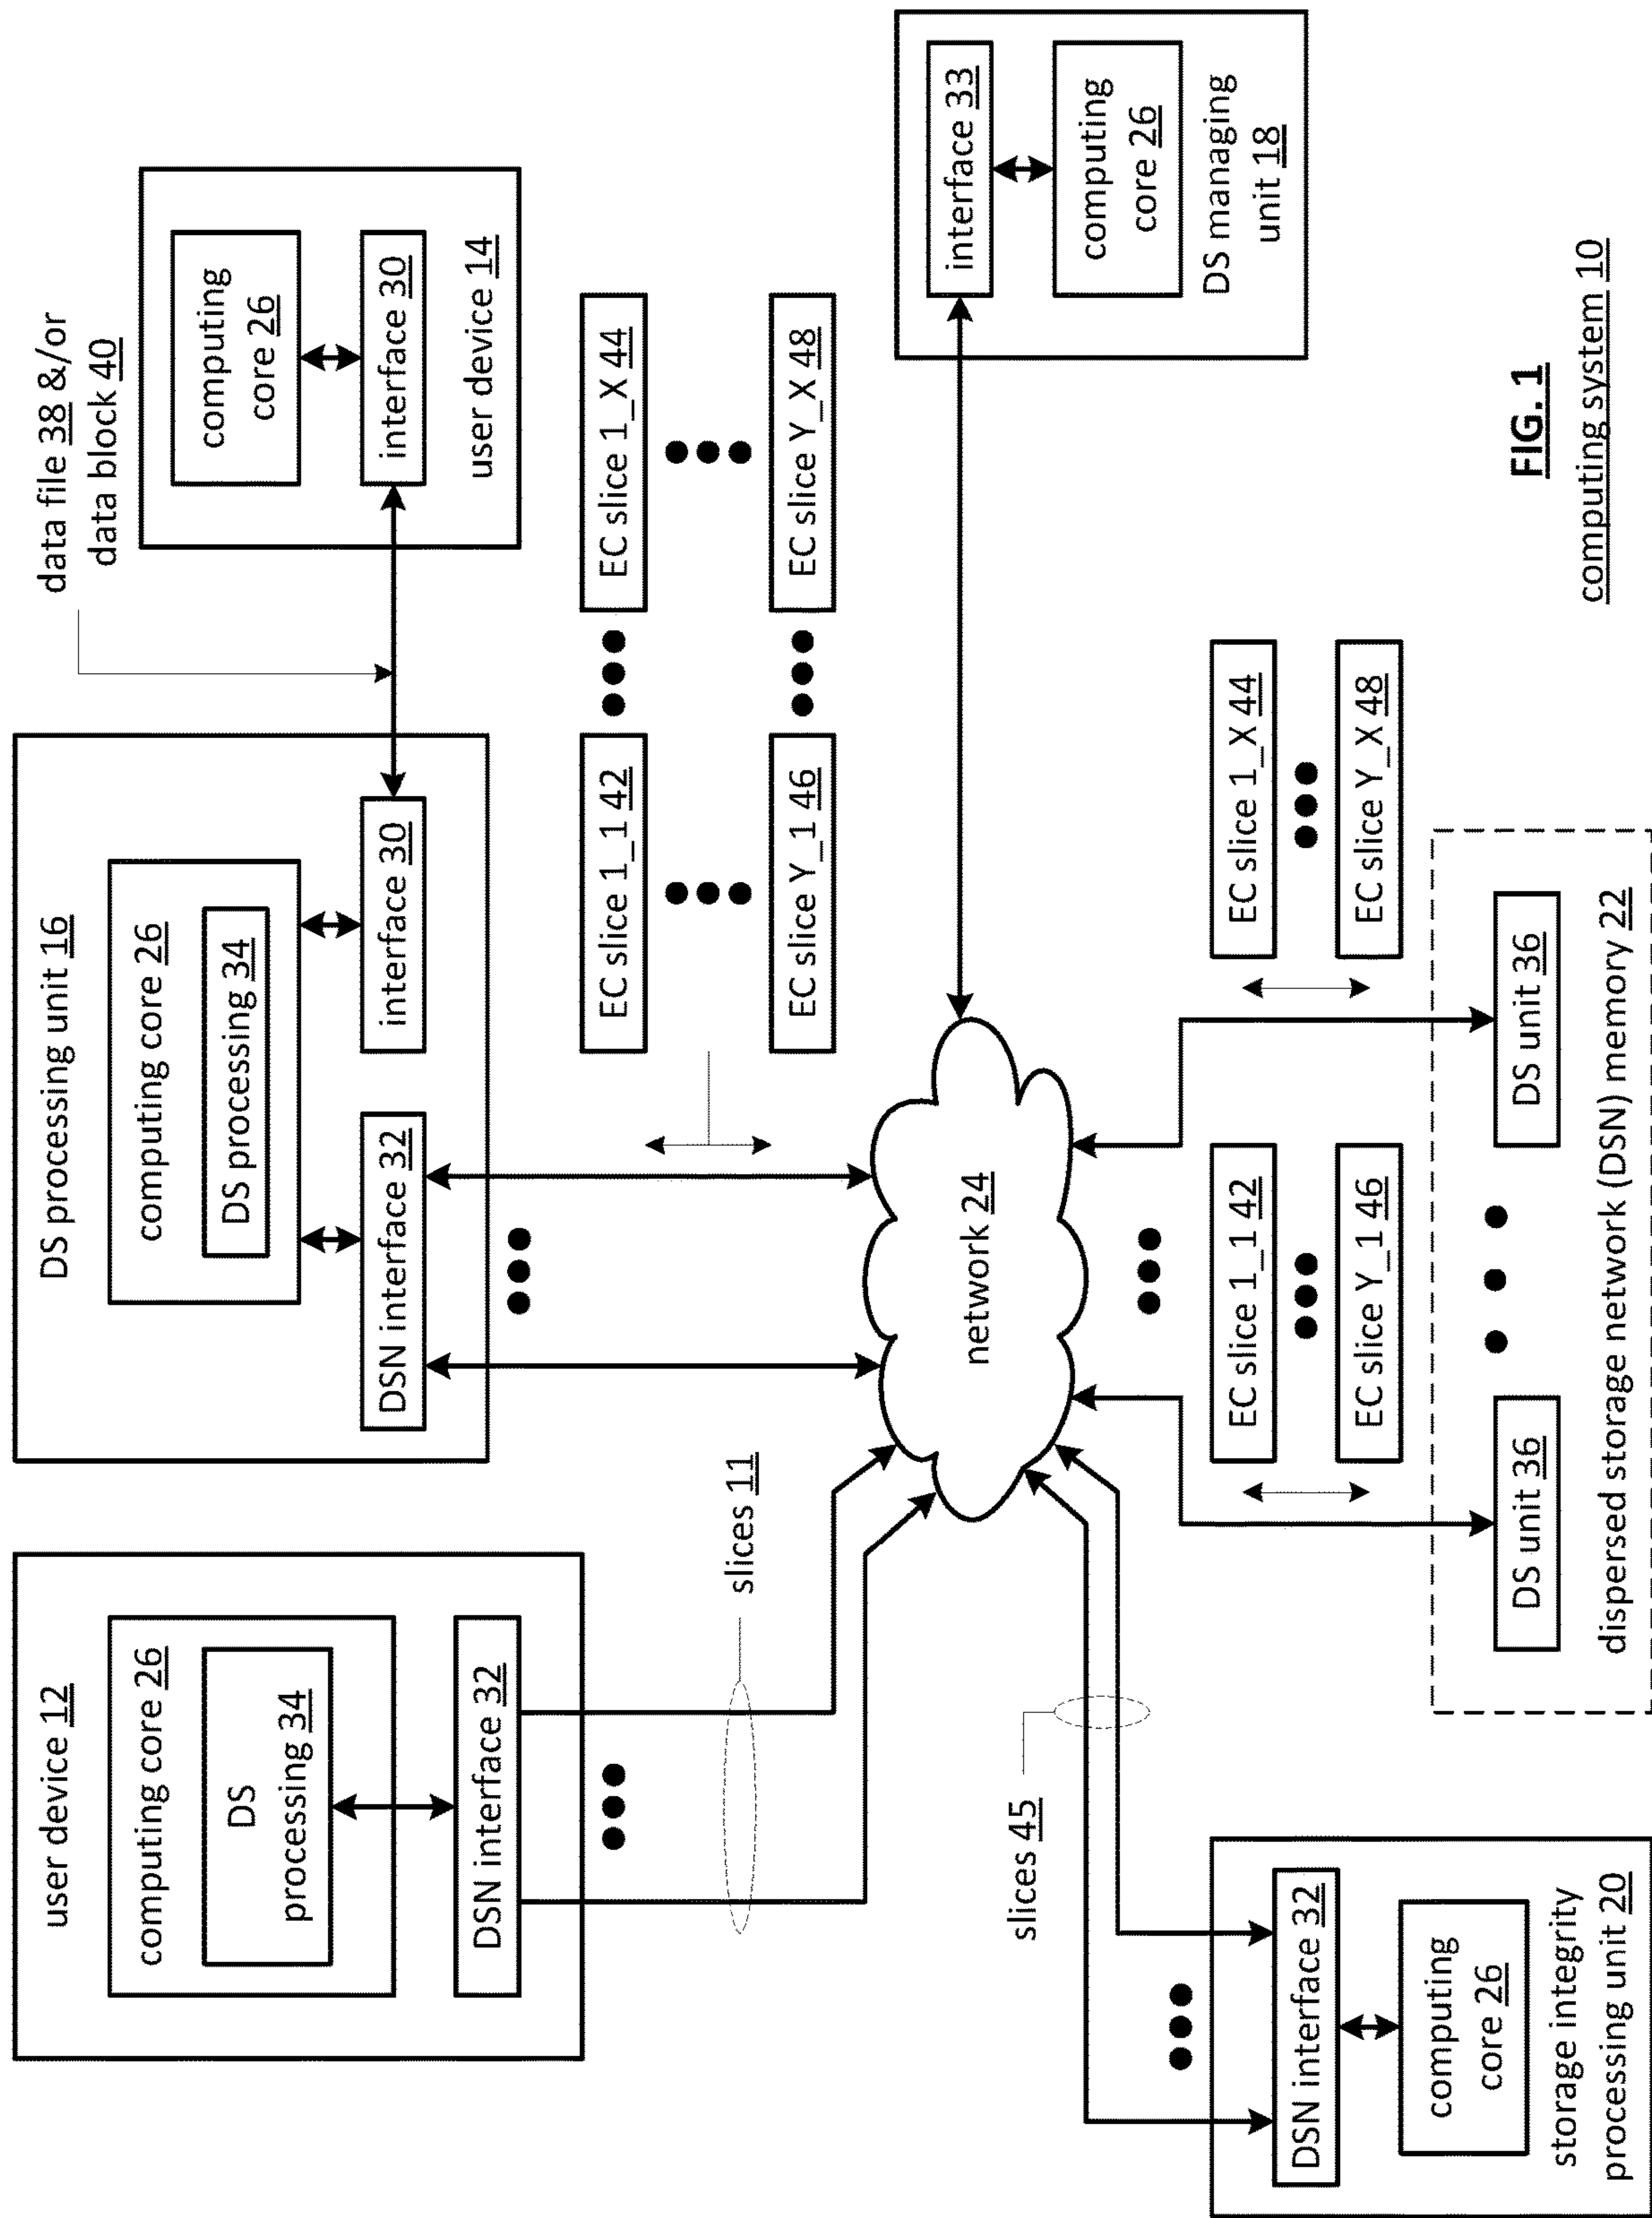 user device 12
computing core 26
DS
processing 34
DSN interface 32
slices 11
DS processing unit 16
computing core 26
DS processing 34
DSN interface 32
interface 30
data file 38 &/or
data block 40
computing
core 26
interface 30
user device 14
EC slice 1_1 42
EC slice 1_X 44
EC slice Y_1 46
EC slice Y_X 48
network 24
interface 33
computing
core 26
DS managing
unit 18
slices 45
DSN interface 32
computing
core 26
storage integrity
processing unit 20
EC slice 1_1 42
EC slice Y_1 46
EC slice 1_X 44
EC slice Y_X 48
DS unit 36
DS unit 36
dispersed storage network (DSN) memory 22
FIG. 1
computing system 10